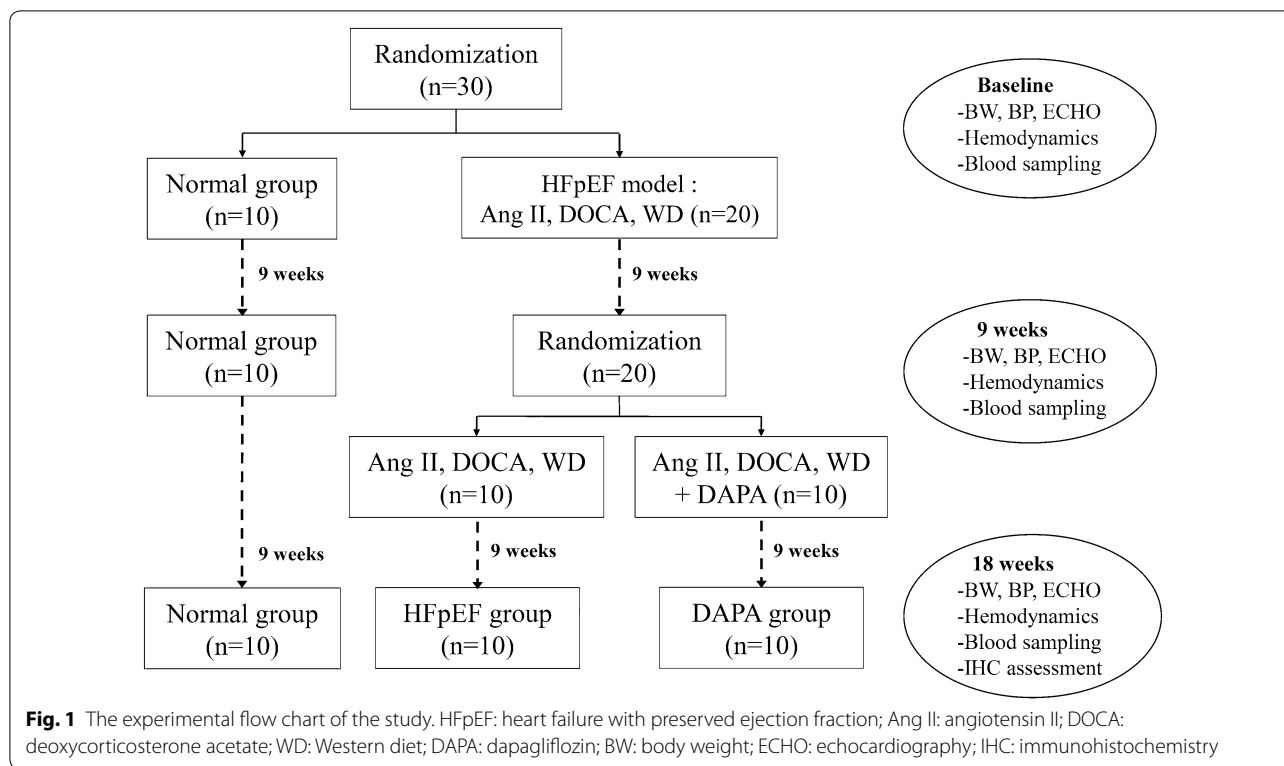 Randomization
(n=30)
Baseline
-BW, BP, ECHO
-Hemodynamics
-Blood sampling
Normal group
(n=10)
HFpEF model :
Ang II, DOCA, WD (n=20)
9 weeks
9 weeks
Normal group
(n=10)
Randomization
(n=20)
9 weeks
-BW, BP, ECHO
-Hemodynamics
-Blood sampling
Ang II, DOCA, WD
(n=10)
Ang II, DOCA, WD
+ DAPA (n=10)
9 weeks
9 weeks
9 weeks
Normal group
(n=10)
HFpEF group
(n=10)
DAPA group
(n=10)
18 weeks
-BW, BP, ECHO
-Hemodynamics
-Blood sampling
-IHC assessment
Fig. 1 The experimental flow chart of the study. HFpEF: heart failure with preserved ejection fraction; Ang II: angiotensin II; DOCA:
deoxycorticosterone acetate; WD: Western diet; DAPA: dapagliflozin; BW: body weight; ECHO: echocardiography; IHC: immunohistochemistry